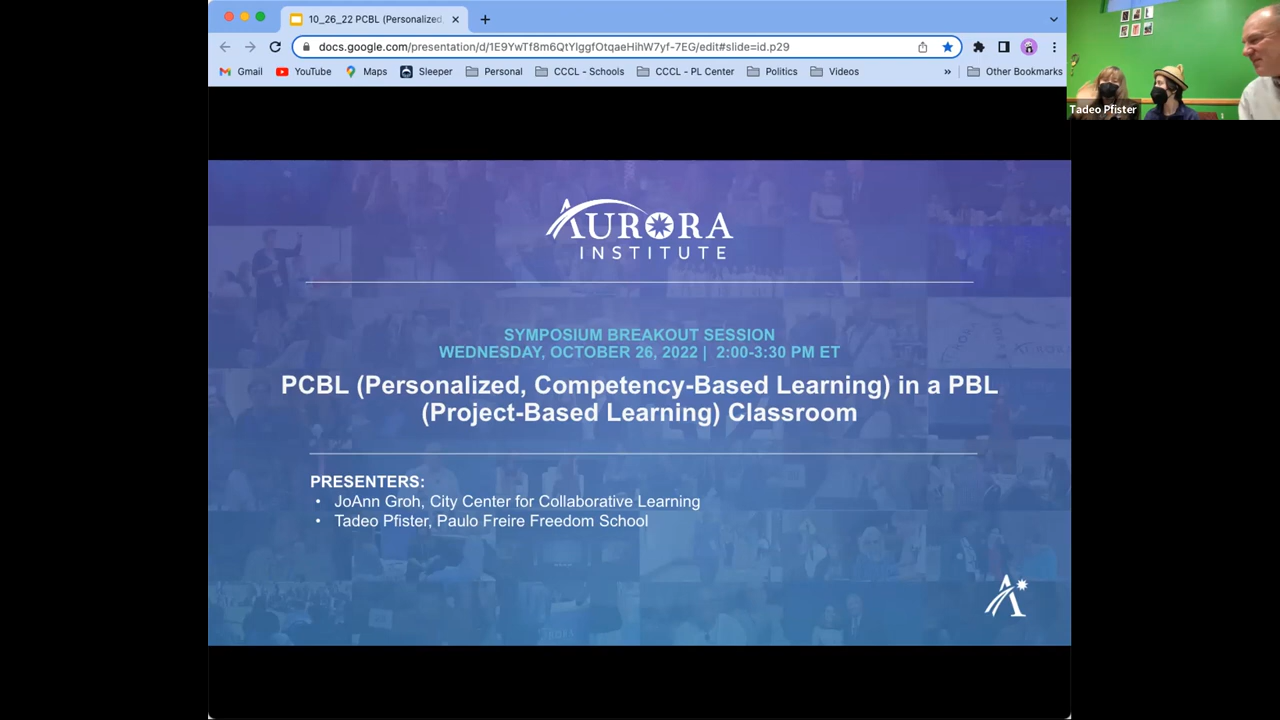 10_26_22 PCBL (Personalized,
docs.google.com/presentation/d/1E9YwTf8m6QtYlggfOtqaeHihW7yf-7EG/edit#slide=id.p29
Gmail YouTube Maps Sleeper Personal CCCL - Schools CCCL - PL Center Politics Videos » Other Bookmarks
Tadeo Pfister
AURORA
INSTITUTE
SYMPOSIUM BREAKOUT SESSION
WEDNESDAY, OCTOBER 26, 2022 | 2:00-3:30 PM ET
PCBL (Personalized, Competency-Based Learning) in a PBL
(Project-Based Learning) Classroom
PRESENTERS:
• JoAnn Groh, City Center for Collaborative Learning
• Tadeo Pfister, Paulo Freire Freedom School